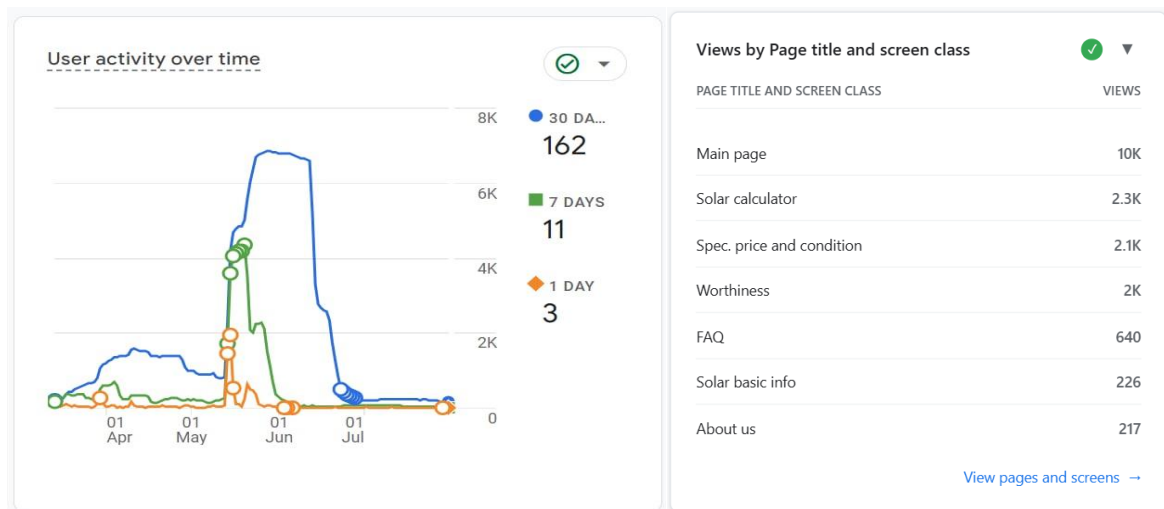 User activity over time
8K
6K
4K
2K
0
01 Apr
01 May
01 Jun
01 Jul
30 DA...
162
7 DAYS
11
1 DAY
3
Views by Page title and screen class
PAGE TITLE AND SCREEN CLASS VIEWS
Main page 10K
Solar calculator 2.3K
Spec. price and condition 2.1K
Worthiness 2K
FAQ 640
Solar basic info 226
About us 217
View pages and screens →